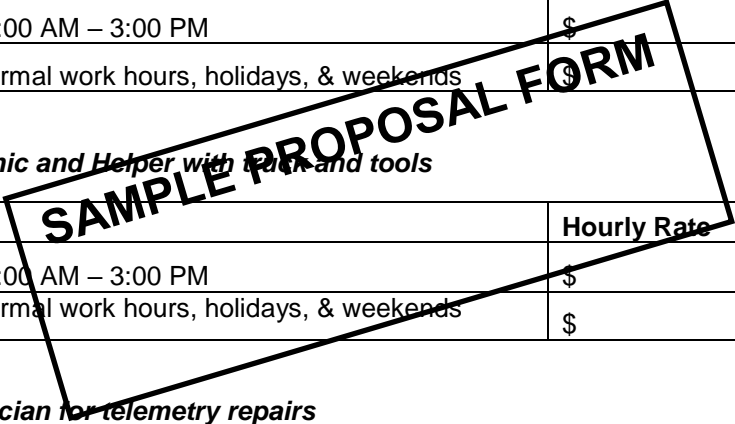 :00 AM – 3:00 PM $
rmal work hours, holidays, & weekends $
SAMPLE PROPOSAL FORM
nic and Helper with truck and tools
Hourly Rate
:00 AM – 3:00 PM $
rmal work hours, holidays, & weekends $
cian for telemetry repairs